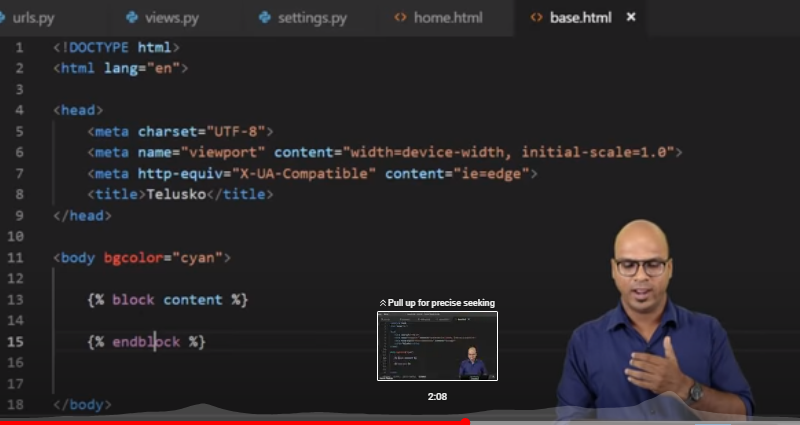 urls.py views.py settings.py home.html base.html ×
1 <!DOCTYPE html>
2 <html lang="en">
3
4 <head>
5 <meta charset="UTF-8">
6 <meta name="viewport" content="width=device-width, initial-scale=1.0">
7 <meta http-equiv="X-UA-Compatible" content="ie=edge">
8 <title>Telusko</title>
9 </head>
10
11 <body bgcolor="cyan">
12
13 {% block content %}
14
15 {% endblock %}
16
17
18 </body>
Pull up for precise seeking
2:08